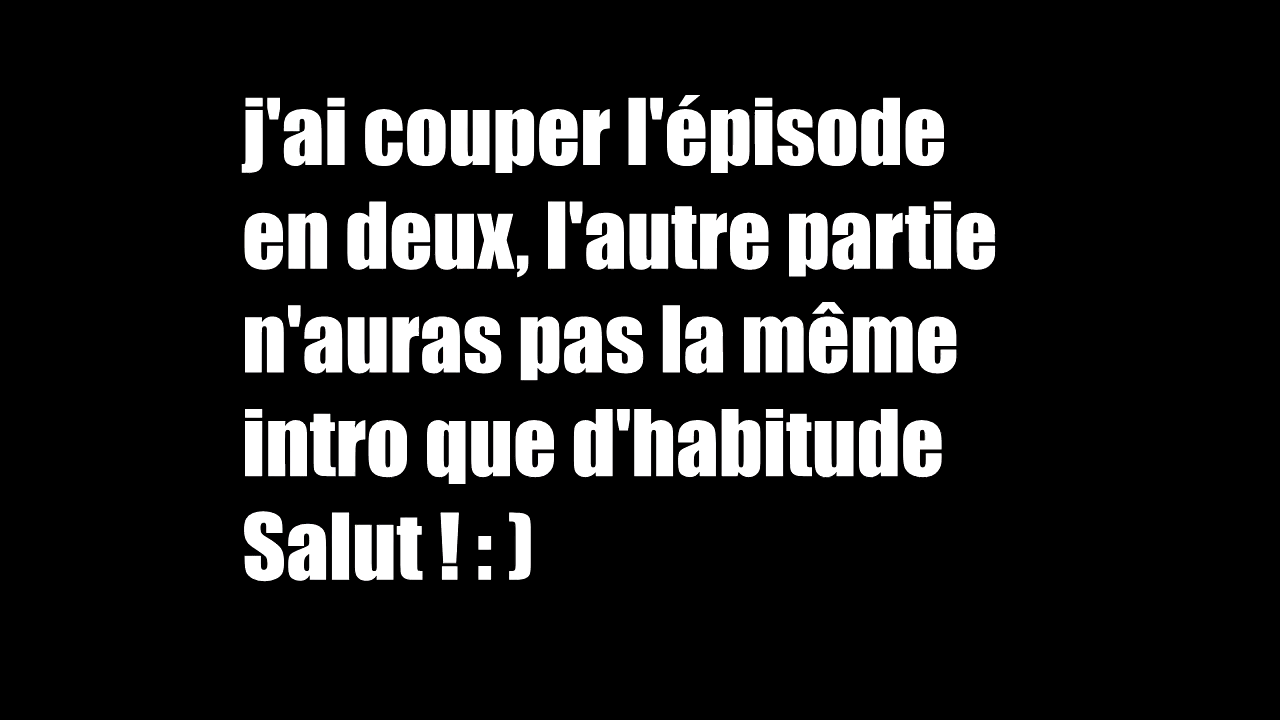 j'ai couper l'épisode
en deux, l'autre partie
n'auras pas la même
intro que d'habitude
Salut ! : )